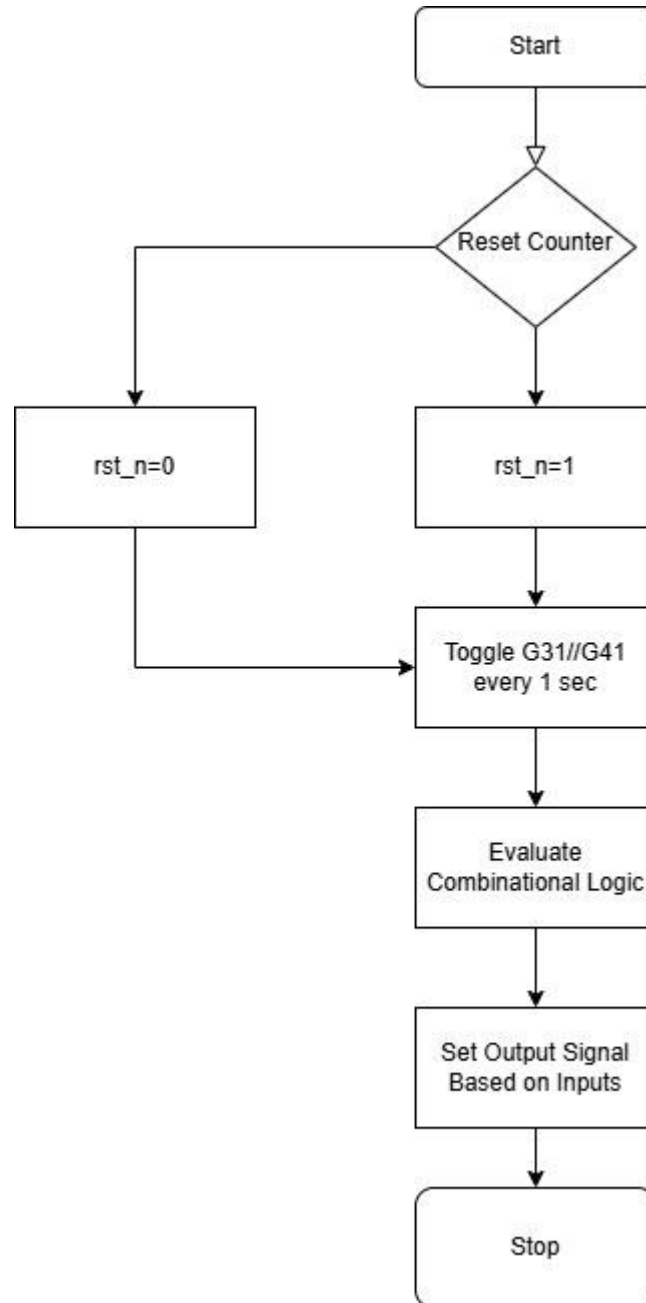 Start
Reset Counter
rst_n=0
rst_n=1
Toggle G31//G41
every 1 sec
Evaluate
Combinational Logic
Set Output Signal
Based on Inputs
Stop